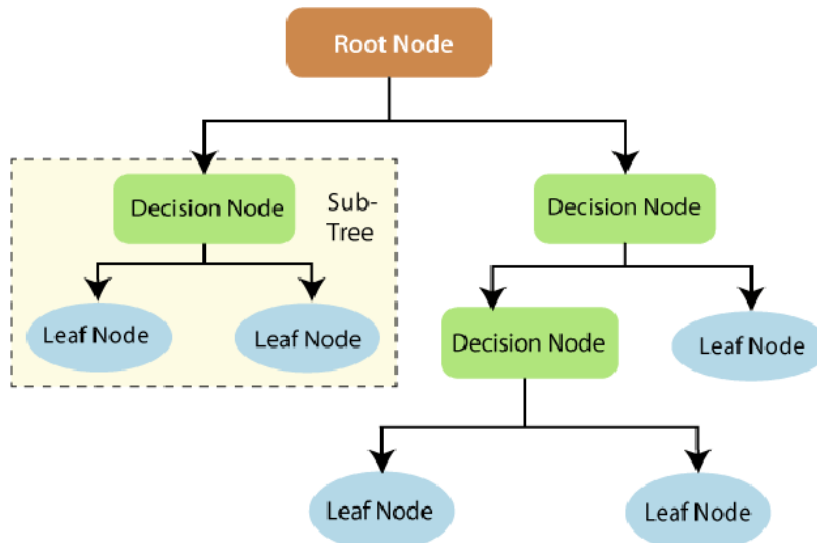 Root Node
Decision Node
Sub-
Tree
Decision Node
Leaf Node
Leaf Node
Decision Node
Leaf Node
Leaf Node
Leaf Node